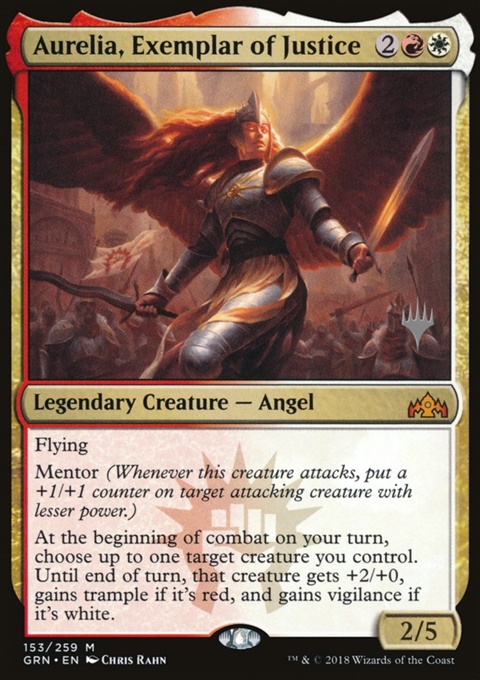 Aurelia, Exemplar of Justice 2
Legendary Creature — Angel
Flying
Mentor (Whenever this creature attacks, put a
+1/+1 counter on target attacking creature with
lesser power.)
At the beginning of combat on your turn,
choose up to one target creature you control.
Until end of turn, that creature gets +2/+0,
gains trample if it's red, and gains vigilance if
it's white.
2/5
153/259 M
GRN • EN Chris Rahn
™ & © 2018 Wizards of the Coast